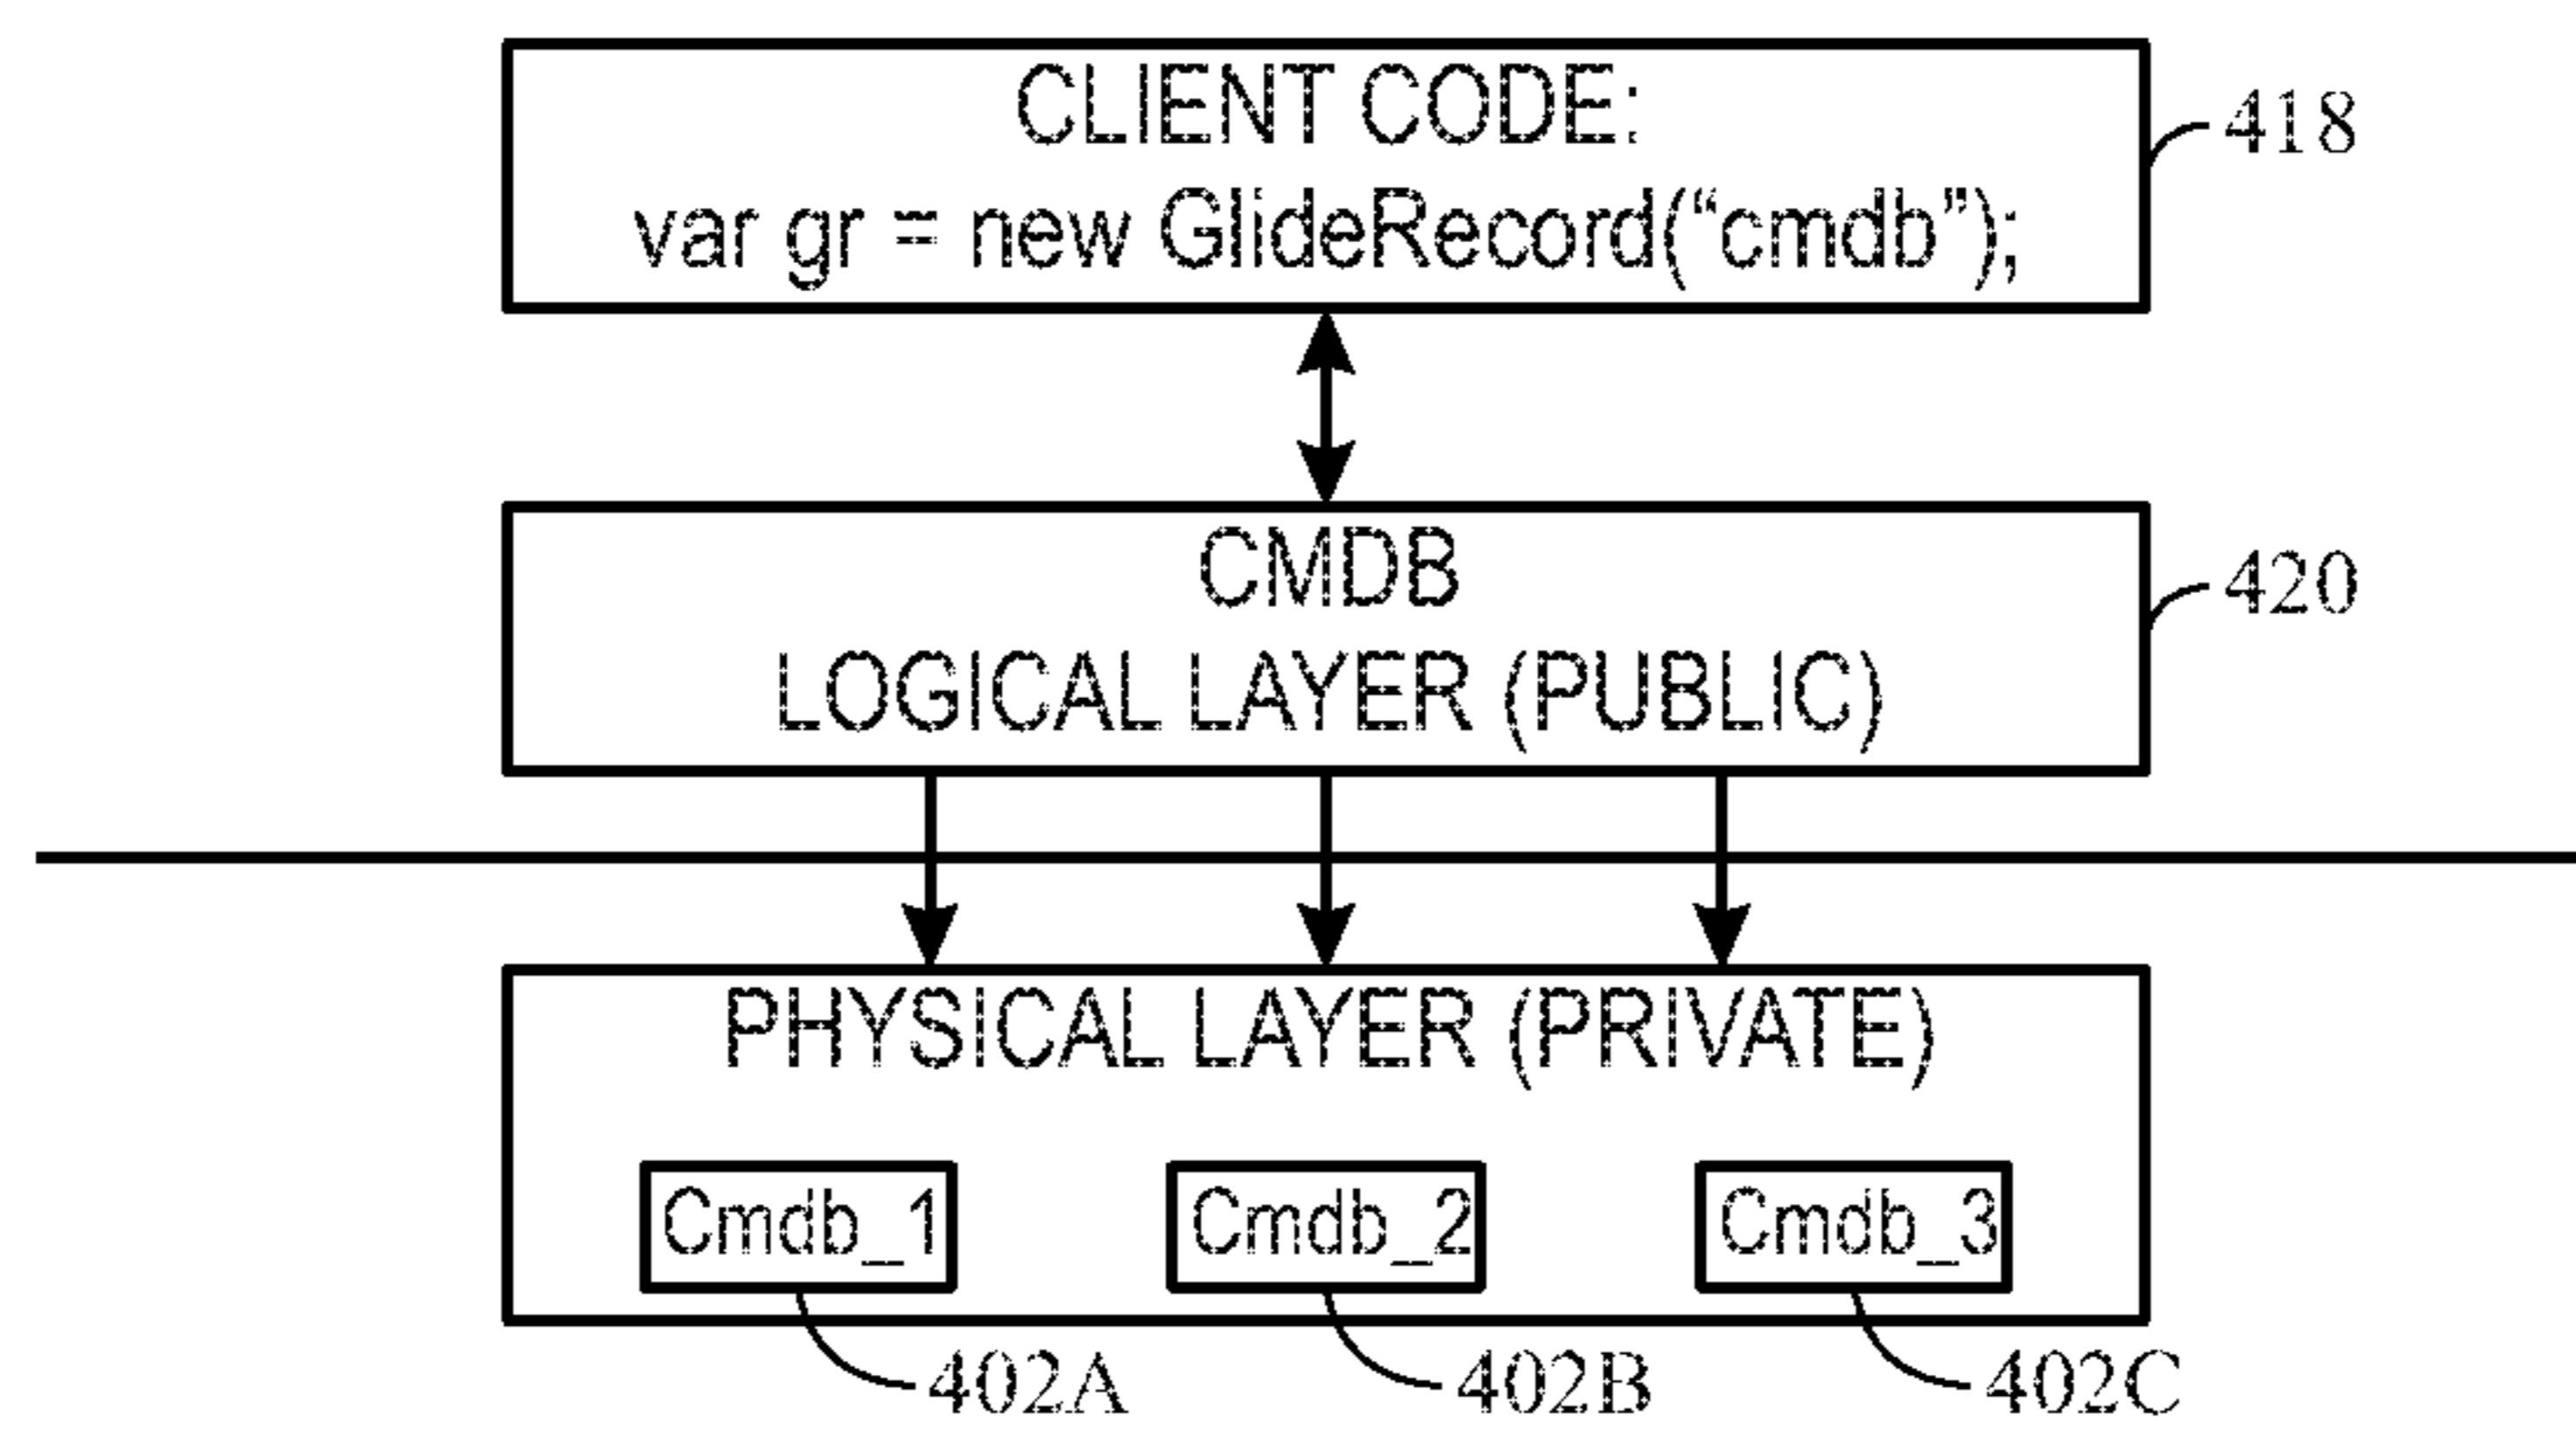 CLIENT CODE:
var gr = new GlideRecord(“cmdb”);
418
CMDB
LOGICAL LAYER (PUBLIC)
420
PHYSICAL LAYER (PRIVATE)
Cmdb_1
Cmdb_2
Cmdb_3
402A
402B
402C